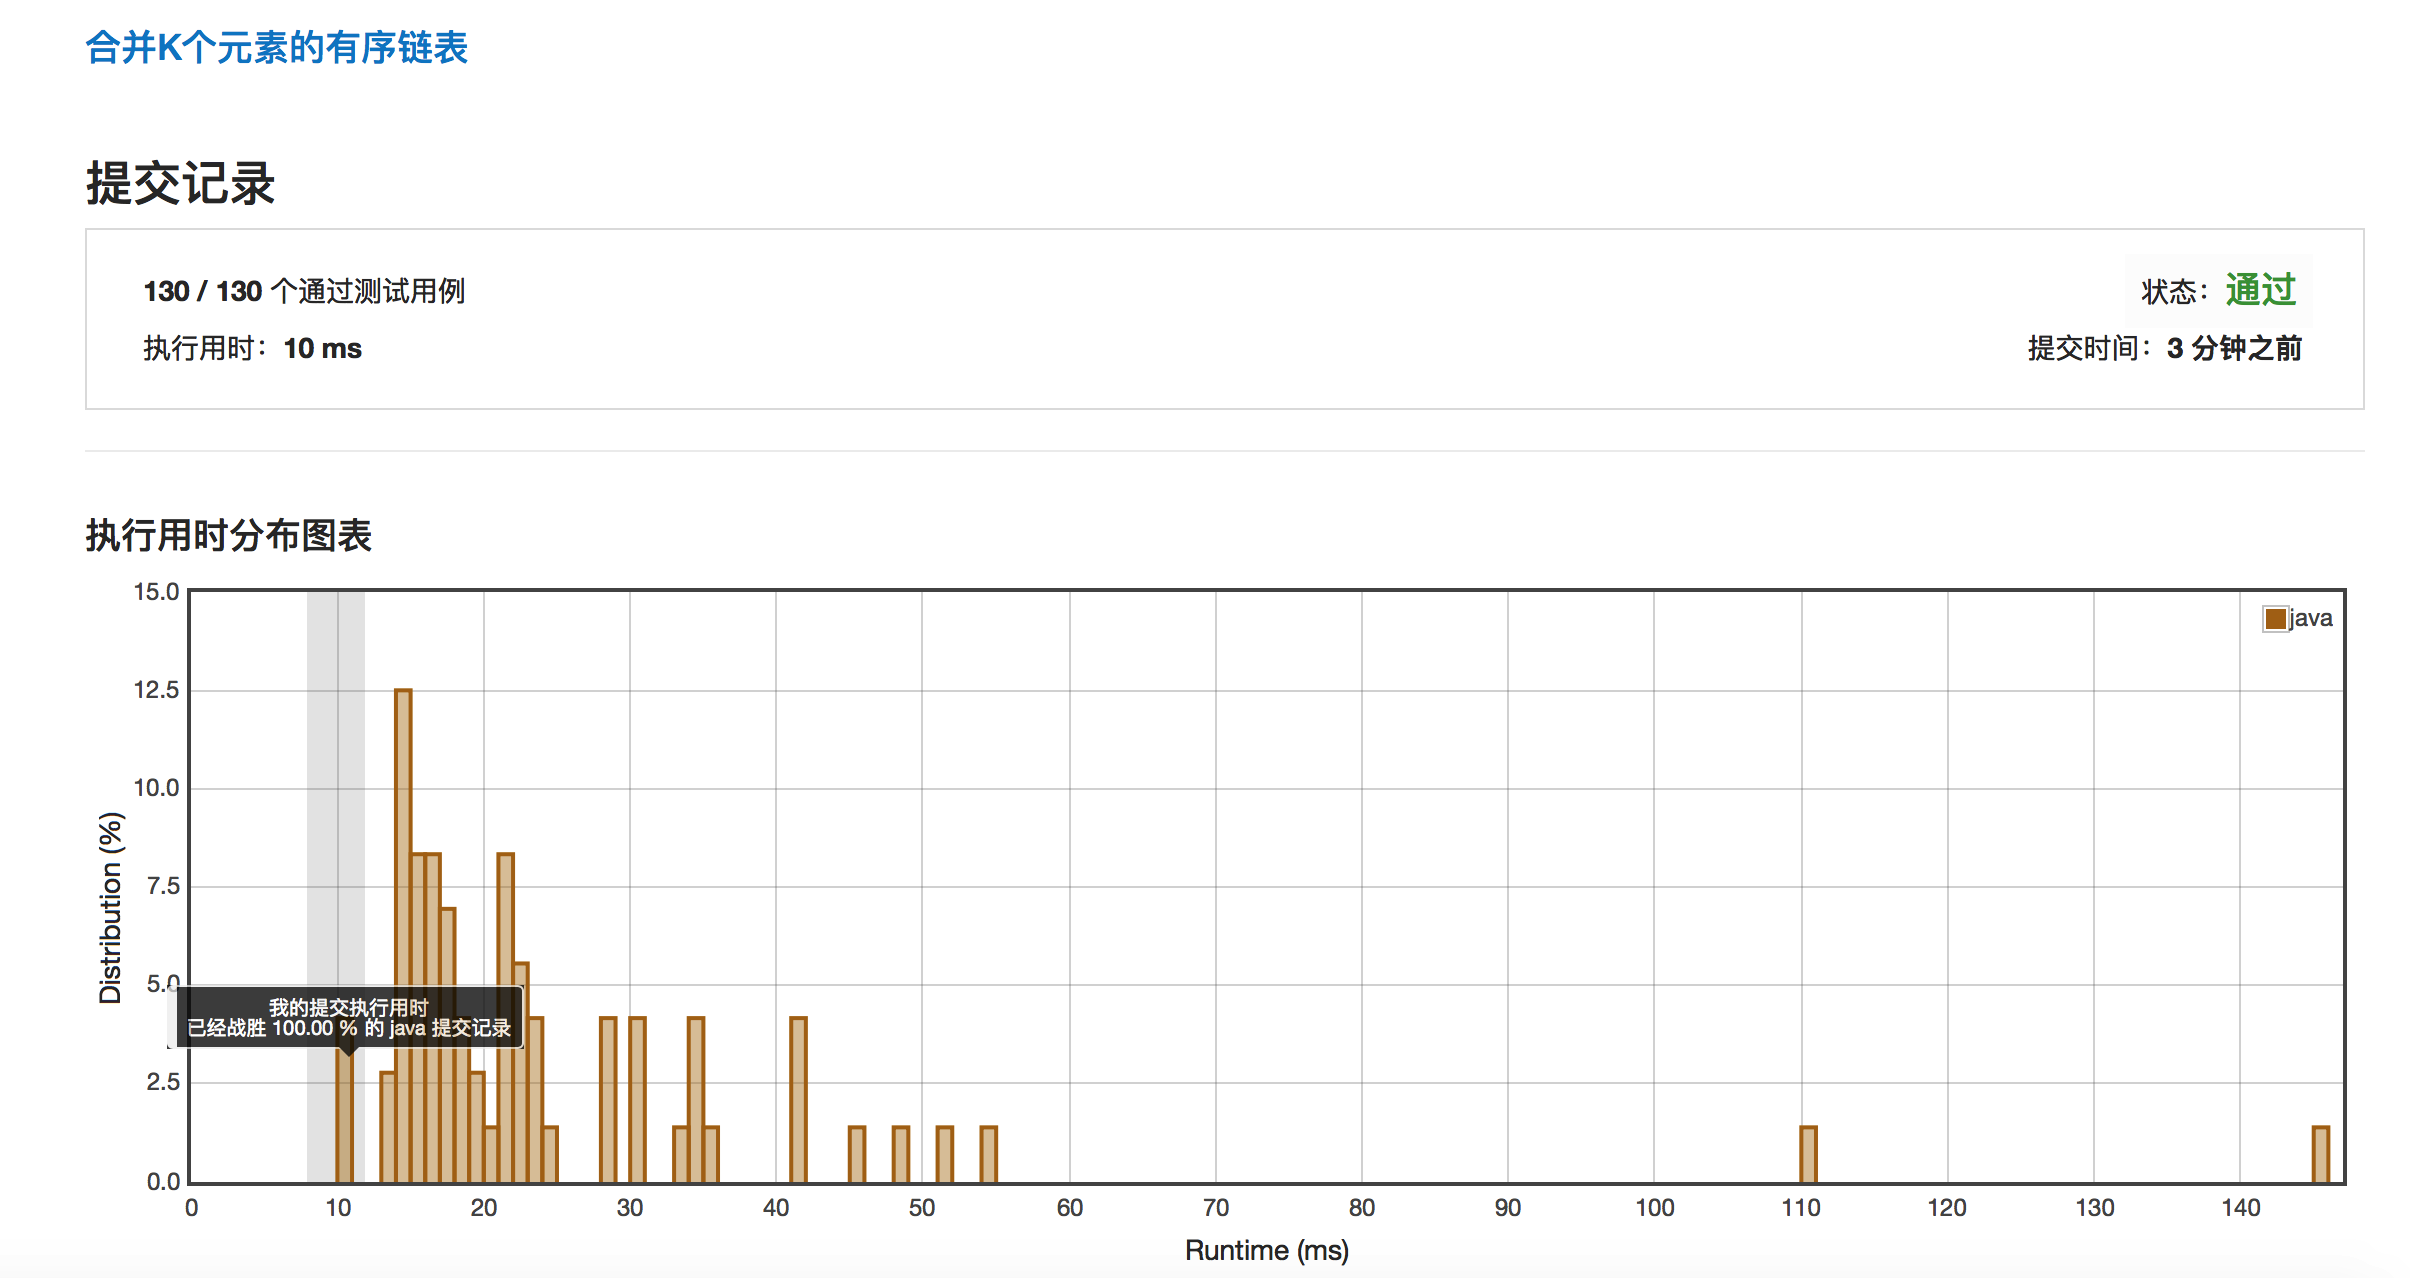 合并K个元素的有序链表
提交记录
130 / 130 个通过测试用例
状态：通过
执行用时：10 ms
提交时间：3 分钟之前
执行用时分布图表
15.0
12.5
10.0
7.5
5.0
2.5
0.0
Distribution (%)
java
我的提交执行用时
已经战胜 100.00 % 的 java 提交记录
0 10 20 30 40 50 60 70 80 90 100 110 120 130 140
Runtime (ms)